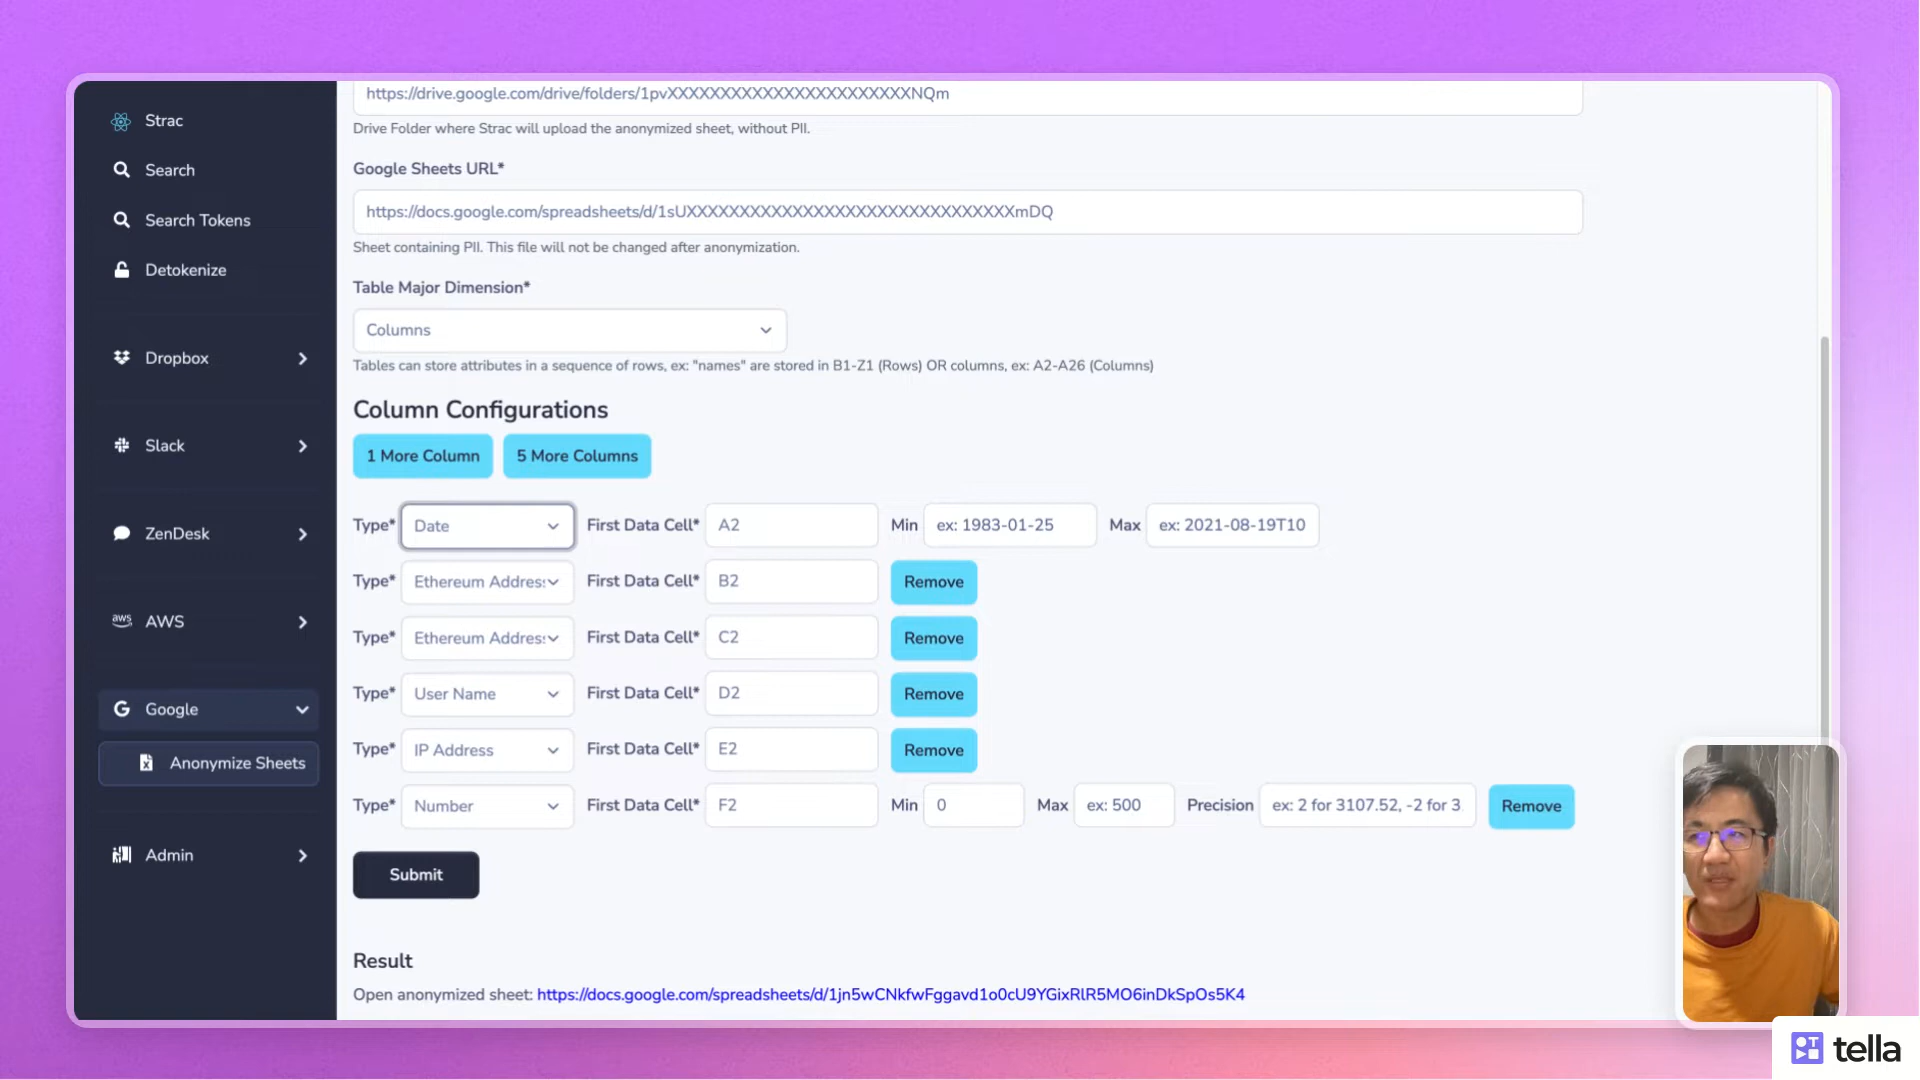 Strac
Search
Search Tokens
Detokenize
Dropbox
Slack
ZenDesk
aws AWS
Google
Anonymize Sheets
Admin
https://drive.google.com/drive/folders/1pvXXXXXXXXXXXXXXXXXXXXXXXNQm
Drive Folder where Strac will upload the anonymized sheet, without PII.
Google Sheets URL*
https://docs.google.com/spreadsheets/d/1sUXXXXXXXXXXXXXXXXXXXXXXXXXXXXXXXmDQ
Sheet containing PII. This file will not be changed after anonymization.
Table Major Dimension*
Columns
Tables can store attributes in a sequence of rows, ex: "names" are stored in B1-Z1 (Rows) OR columns, ex: A2-A26 (Columns)
Column Configurations
1 More Column 5 More Columns
Type* Date First Data Cell* A2 Min ex: 1983-01-25 Max ex: 2021-08-19T10
Type* Ethereum Addres: First Data Cell* B2 Remove
Type* Ethereum Addres: First Data Cell* C2 Remove
Type* User Name First Data Cell* D2 Remove
Type* IP Address First Data Cell* E2 Remove
Type* Number First Data Cell* F2 Min 0 Max ex: 500 Precision ex: 2 for 3107.52, -2 for 3 Remove
Submit
Result
Open anonymized sheet: https://docs.google.com/spreadsheets/d/1jn5wCNkfwFggavd1o0cU9YGixRlR5MO6inDkSpOs5K4
tella